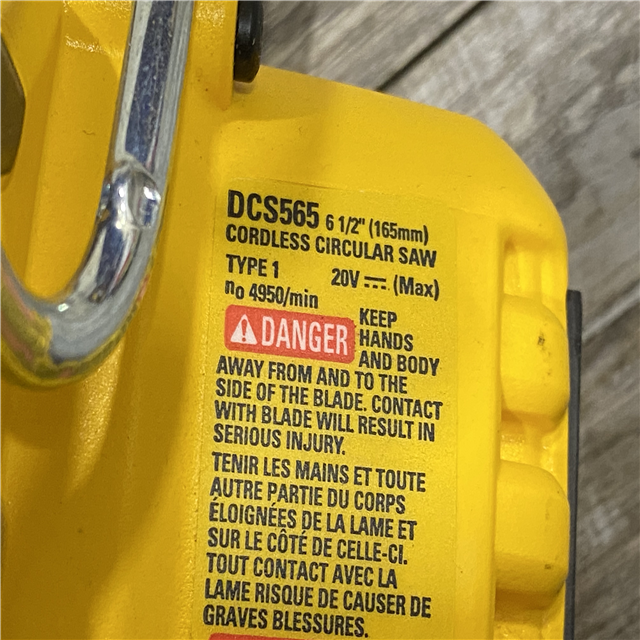 DCS565 6 1/2" (165mm)
CORDLESS CIRCULAR SAW
TYPE 1 20V ⎓ (Max)
n₀ 4950/min
⚠ DANGER KEEP
HANDS
AND BODY
AWAY FROM AND TO THE
SIDE OF THE BLADE. CONTACT
WITH BLADE WILL RESULT IN
SERIOUS INJURY.
TENIR LES MAINS ET TOUTE
AUTRE PARTIE DU CORPS
ÉLOIGNÉES DE LA LAME ET
SUR LE CÔTÉ DE CELLE-CI.
TOUT CONTACT AVEC LA
LAME RISQUE DE CAUSER DE
GRAVES BLESSURES.